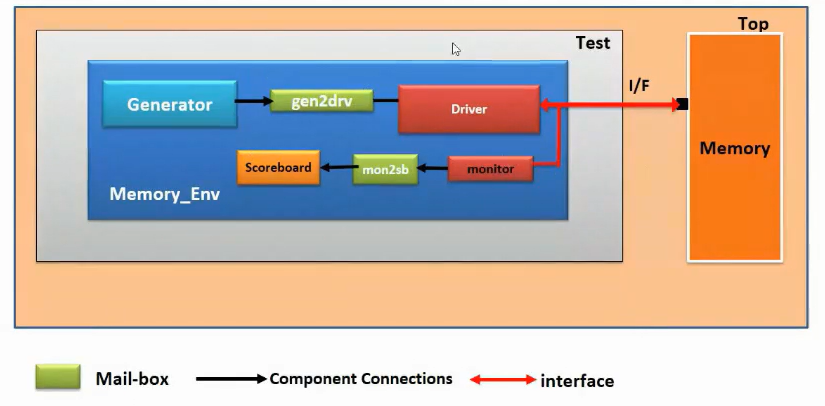 Top
Test
I/F
Generator
gen2drv
Driver
Memory
Scoreboard
mon2sb
monitor
Memory_Env
Mail-box
Component Connections
interface